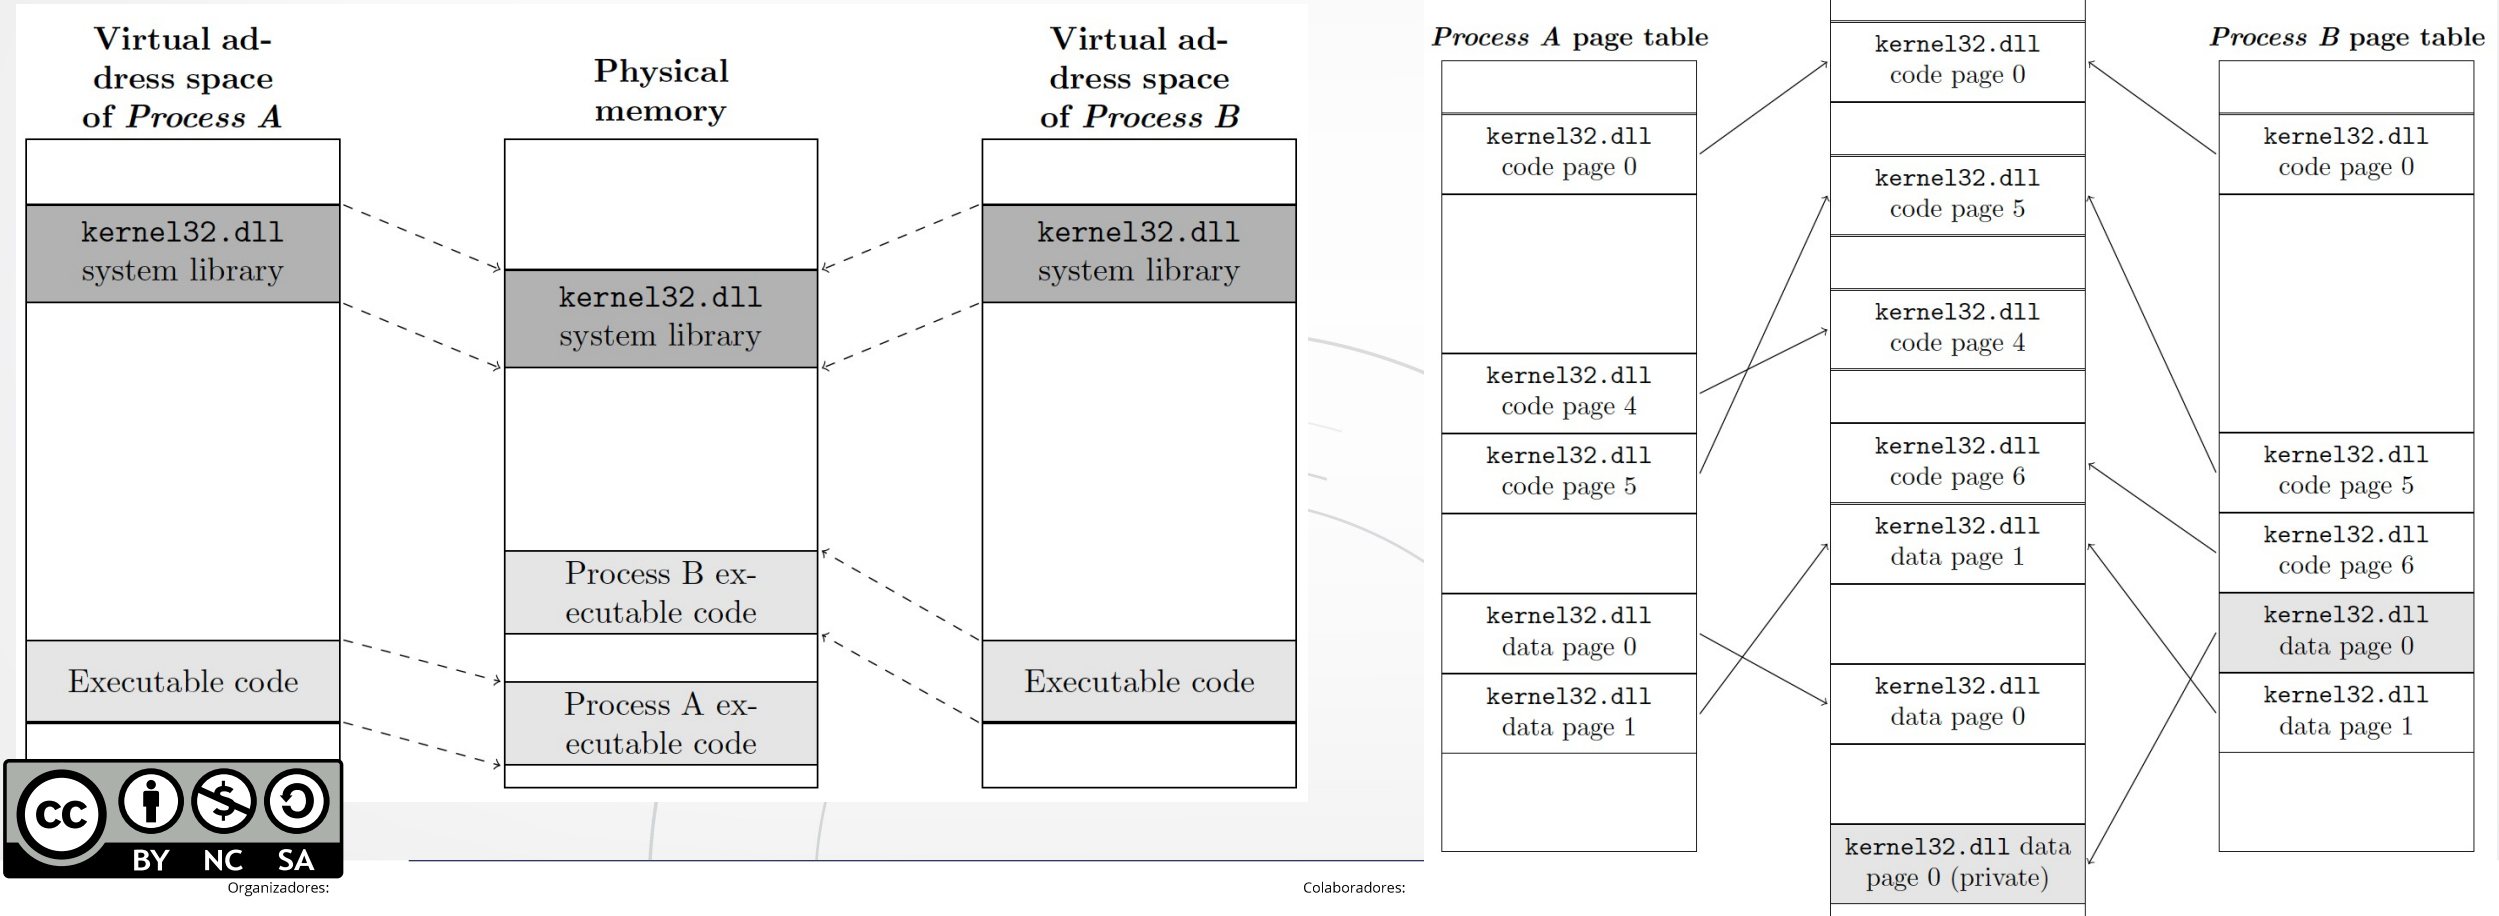 Virtual ad-
dress space
of Process A
kernel32.dll
system library
Executable code
Physical
memory
kernel32.dll
system library
Process B ex-
ecutable code
Process A ex-
ecutable code
Virtual ad-
dress space
of Process B
kernel32.dll
system library
Executable code
Process A page table
kernel32.dll
code page 0
kernel32.dll
code page 4
kernel32.dll
code page 5
kernel32.dll
data page 0
kernel32.dll
data page 1
kernel32.dll
code page 0
kernel32.dll
code page 5
kernel32.dll
code page 4
kernel32.dll
code page 6
kernel32.dll
data page 1
kernel32.dll
data page 0
kernel32.dll data
page 0 (private)
Process B page table
kernel32.dll
code page 0
kernel32.dll
code page 5
kernel32.dll
code page 6
kernel32.dll
data page 0
kernel32.dll
data page 1
cc
BY NC SA
Organizadores:
Colaboradores: